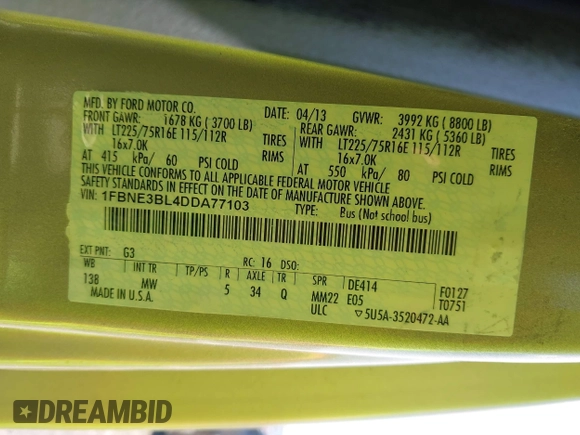 MFD. BY FORD MOTOR CO.
DATE: 04/13
GVWR: 3992 KG ( 8800 LB)
FRONT GAWR: 1678 KG ( 3700 LB)
REAR GAWR: 2431 KG ( 5360 LB)
WITH LT225/75R16E 115/112R TIRES
WITH LT225/75R16E 115/112R TIRES
16x7.0K RIMS
16x7.0K RIMS
AT 415 kPa/ 60 PSI COLD
AT 550 kPa/ 80 PSI COLD
THIS VEHICLE CONFORMS TO ALL APPLICABLE FEDERAL MOTOR VEHICLE
SAFETY STANDARDS IN EFFECT ON THE DATE OF MANUFACTURE SHOWN ABOVE.
VIN: 1FBNE3BL4DDA77103
TYPE: Bus (Not School Bus)
EXT PNT: G3
RC: 16 DSO:
WB INT TR TP/PS R AXLE TR SPR DE414 F0127
138 MW 5 34 Q MM22 E05 T0751
MADE IN U.S.A.
ULC ▽5U5A-3520472-AA
DREAMBID